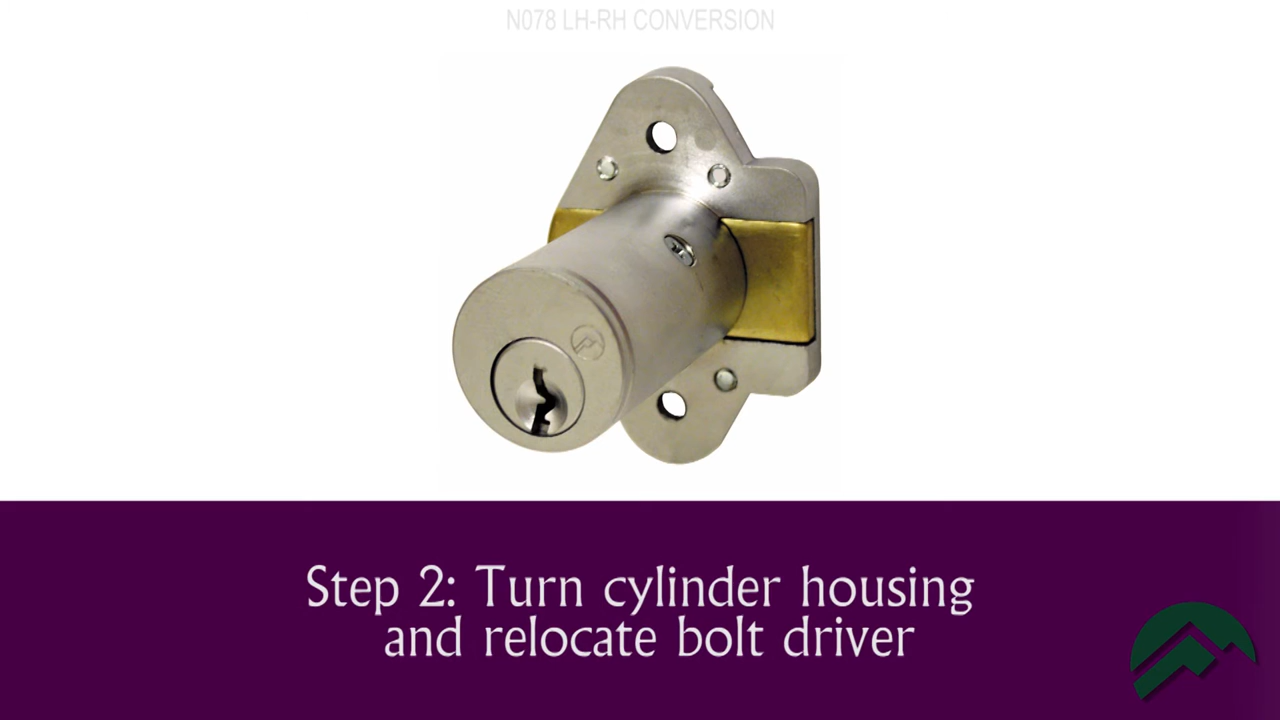 N078 LH-RH CONVERSION
Step 2: Turn cylinder housing
and relocate bolt driver